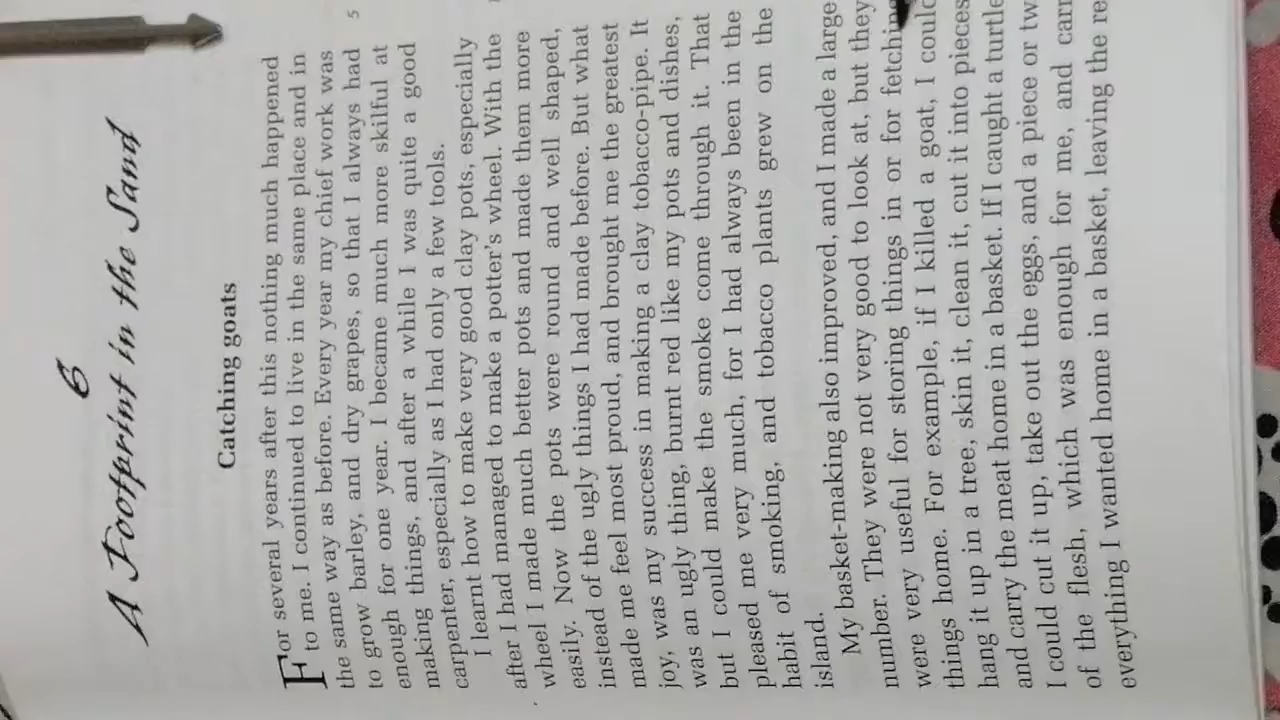 6
A Footprint in the Sand
Catching goats
For several years after this nothing much happened
to me. I continued to live in the same place and in
the same way as before. Every year my chief work was
5
to grow barley, and dry grapes, so that I always had
enough for one year. I became much more skilful at
making things, and after a while I was quite a good
carpenter, especially as I had only a few tools.
I learnt how to make very good clay pots, especially
after I had managed to make a potter's wheel. With the
wheel I made much better pots and made them more
easily. Now the pots were round and well shaped,
instead of the ugly things I had made before. But what
made me feel most proud, and brought me the greatest
joy, was my success in making a clay tobacco-pipe. It
was an ugly thing, burnt red like my pots and dishes,
but I could make the smoke come through it. That
pleased me very much, for I had always been in the
habit of smoking, and tobacco plants grew on the
island.
My basket-making also improved, and I made a large
number. They were not very good to look at, but they
were very useful for storing things in or for fetching
things home. For example, if I killed a goat, I could
hang it up in a tree, skin it, clean it, cut it into pieces
and carry the meat home in a basket. If I caught a turtle
I could cut it up, take out the eggs, and a piece or
of the flesh, which was enough for me, and
everything I wanted home in a basket, leaving the